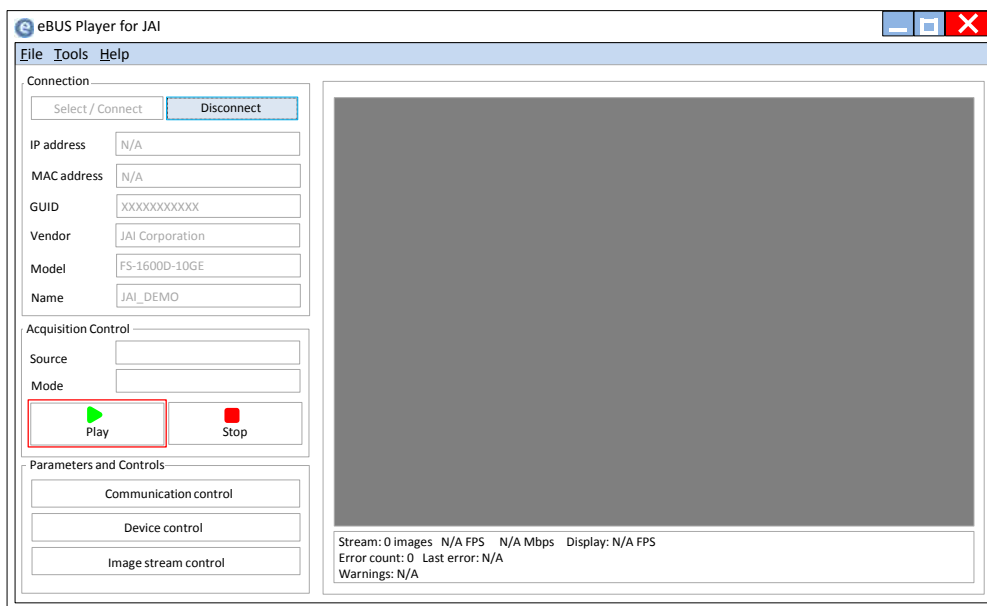 eBUS Player for JAI
File Tools Help
Connection
Select / Connect
Disconnect
IP address
N/A
MAC address
N/A
GUID
XXXXXXXXXXX
Vendor
JAI Corporation
Model
FS-1600D-10GE
Name
JAI_DEMO
Acquisition Control
Source
Mode
Play
Stop
Parameters and Controls
Communication control
Device control
Image stream control
Stream: 0 images N/A FPS N/A Mbps Display: N/A FPS
Error count: 0 Last error: N/A
Warnings: N/A